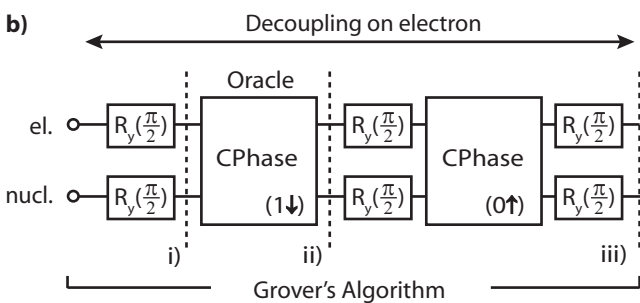 b)
Decoupling on electron
Oracle
el.
R_y(π/2)
CPhase
(1↓)
R_y(π/2)
CPhase
(0↑)
R_y(π/2)
nucl.
R_y(π/2)
R_y(π/2)
R_y(π/2)
i)
ii)
iii)
Grover's Algorithm